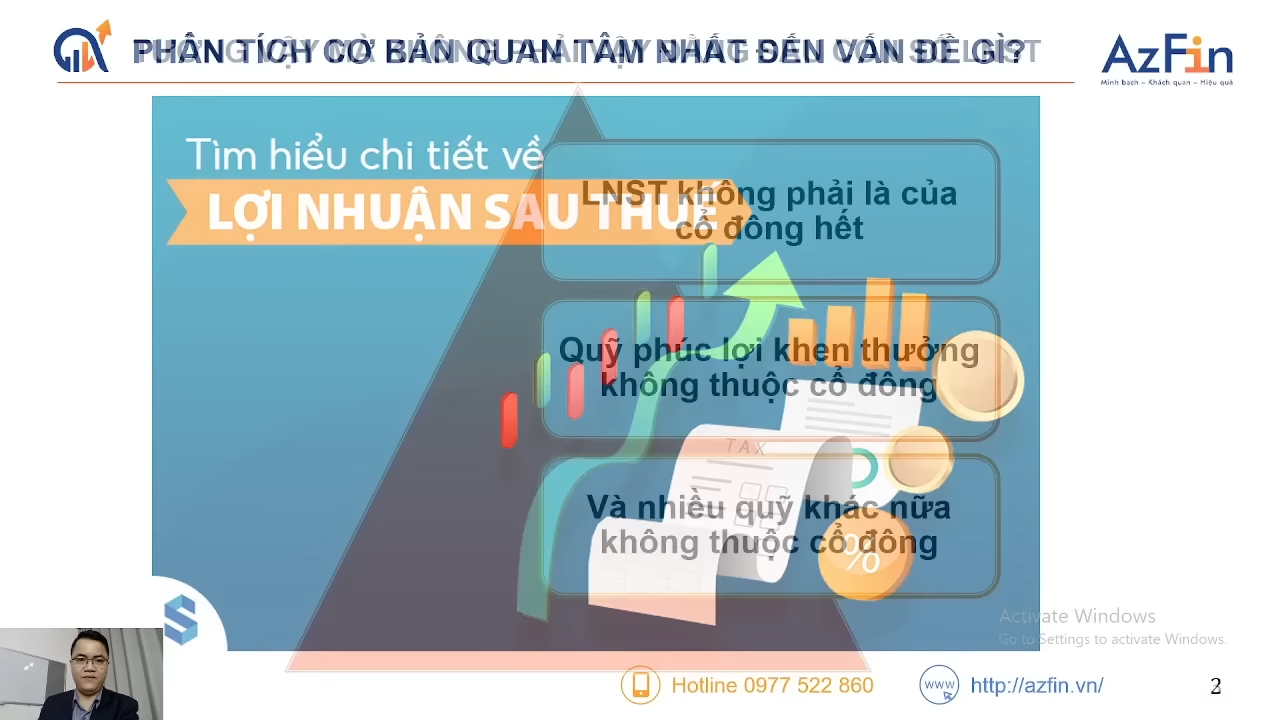 PHÂN TÍCH CƠ BẢN QUAN TÂM NHẤT ĐẾN VẤN ĐỀ GÌ?
AzFin
Minh bạch – Khách quan – Hiệu quả
Tìm hiểu chi tiết về
LỢI NHUẬN SAU THUẾ
LNST không phải là của
cổ đông hết
Quỹ phúc lợi khen thưởng
không thuộc cổ đông
TAX
Và nhiều quỹ khác nữa
không thuộc cổ đông
%
Activate Windows
Go to Settings to activate Windows.
Hotline 0977 522 860
www
http://azfin.vn/